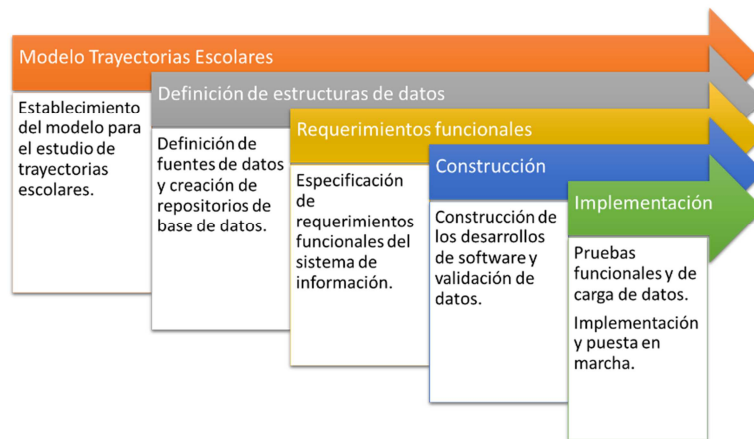 Modelo Trayectorias Escolares
Establecimiento
del modelo para
el estudio de
trayectorias
escolares.
Definición de estructuras de datos
Definición de
fuentes de datos
y creación de
repositorios de
base de datos.
Requerimientos funcionales
Especificación
de
requerimientos
funcionales del
sistema de
información.
Construcción
Construcción de
los desarrollos
de software y
validación de
datos.
Implementación
Pruebas
funcionales y de
carga de datos.
Implementación
y puesta en
marcha.